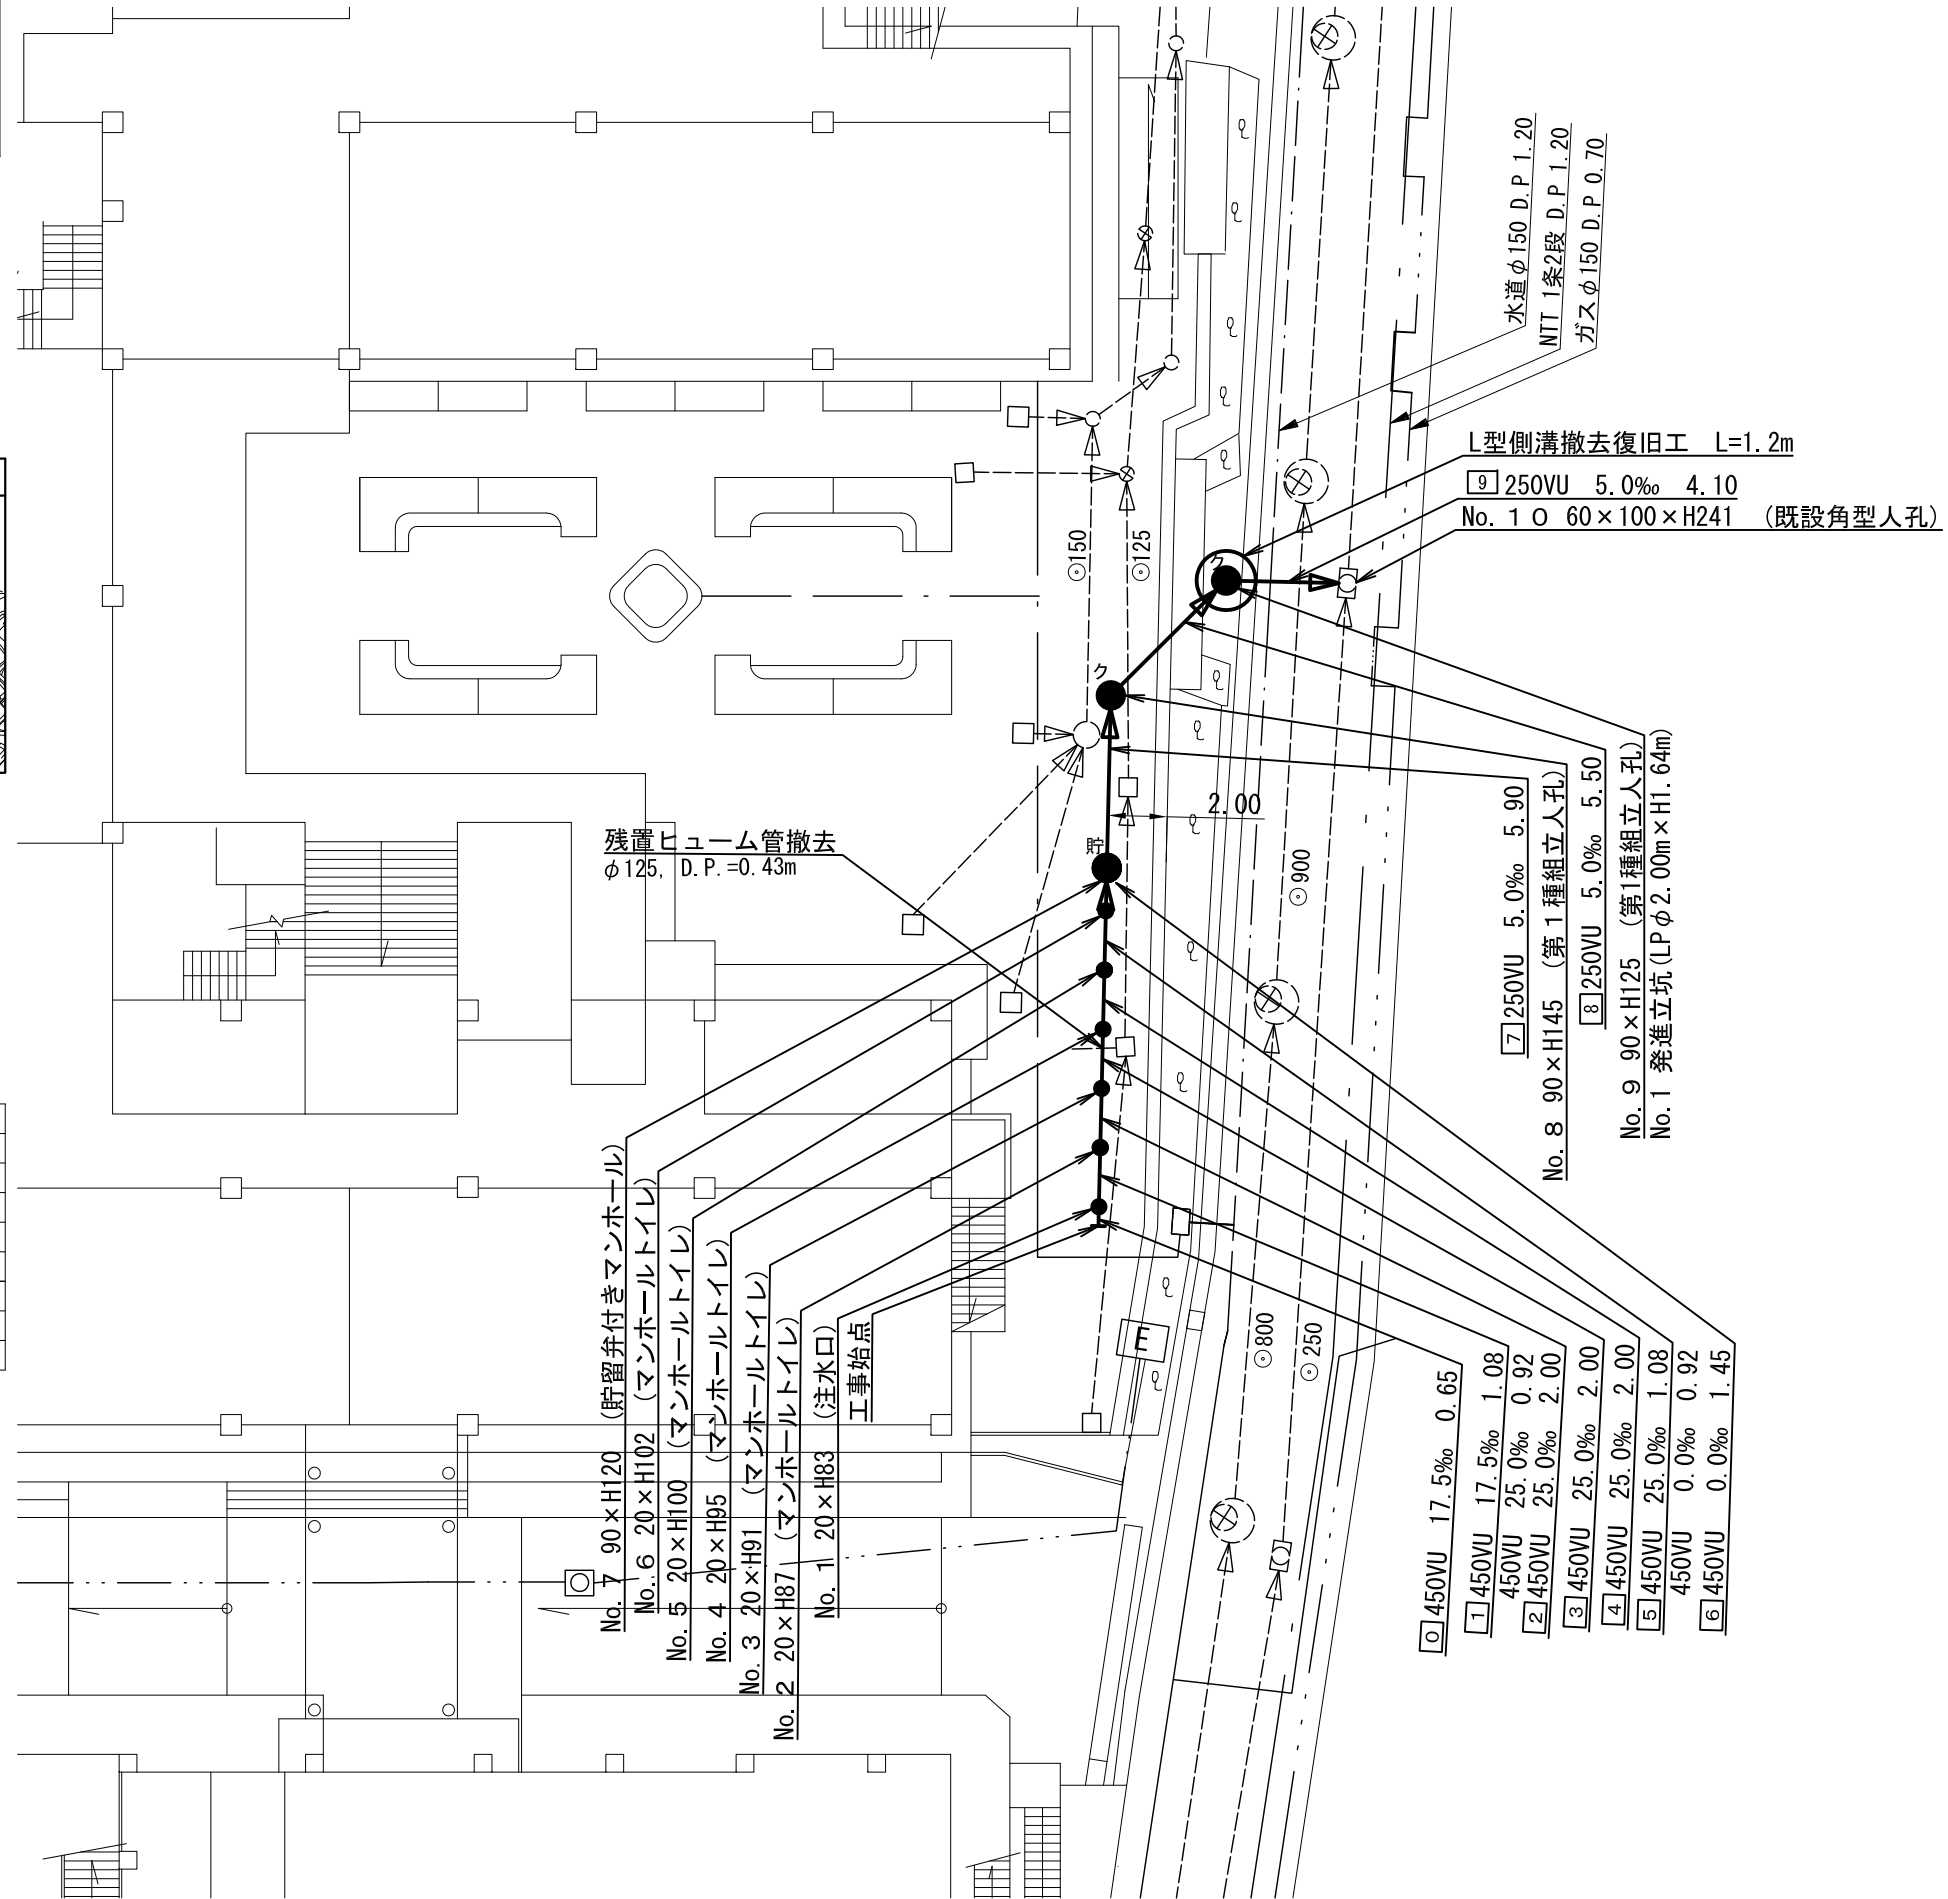 水道φ150 D.P 1.20
NTT 1条2段 D.P 1.20
ガスφ150 D.P 0.70
L型側溝撤去復旧工 L=1.2m
9 250VU 5.0‰ 4.10
No.10 60×100×H241 (既設角型人孔)
◎150
◎125
ク
ク
2.00
貯
残置ヒューム管撤去
φ125, D.P.=0.43m
◎900
7 250VU 5.0‰ 5.90
No.8 90×H145 (第1種組立人孔)
8 250VU 5.0‰ 5.50
No.9 90×H125 (第1種組立人孔)
No.1 発進立坑(LPφ2.00m×H1.64m)
No.7 90×H120 (貯留弁付きマンホール)
No.6 20×H102 (マンホールトイレ)
No.5 20×H100 (マンホールトイレ)
No.4 20×H95 (マンホールトイレ)
No.3 20×H91 (マンホールトイレ)
No.2 20×H87 (マンホールトイレ)
No.1 20×H83 (注水口)
工事始点
E
◎800
◎250
0 450VU 17.5‰ 0.65
1 450VU 17.5‰ 1.08
450VU 25.0‰ 0.92
2 450VU 25.0‰ 2.00
3 450VU 25.0‰ 2.00
4 450VU 25.0‰ 2.00
5 450VU 25.0‰ 1.08
450VU 0.0‰ 0.92
6 450VU 0.0‰ 1.45